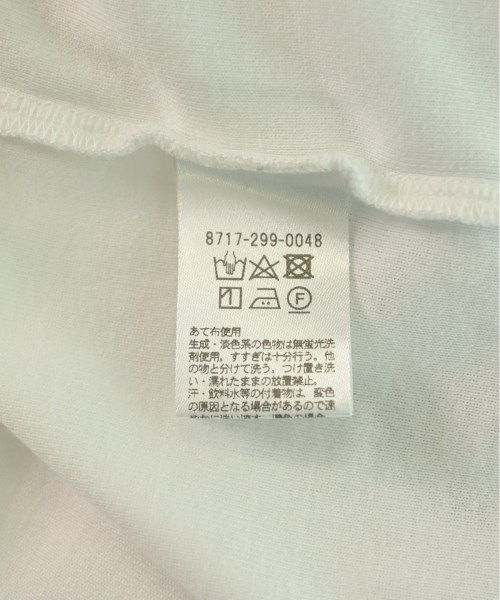 8717-299-0048
F
あて布使用
生成・淡色系の色物は無蛍光洗
剤使用。すすぎは十分行う。他
の物と分けて洗う。つけ置き洗
い・濡れたままの放置禁止。
汗・飲料水等の付着物は、変色
の原因となる場合があるので速